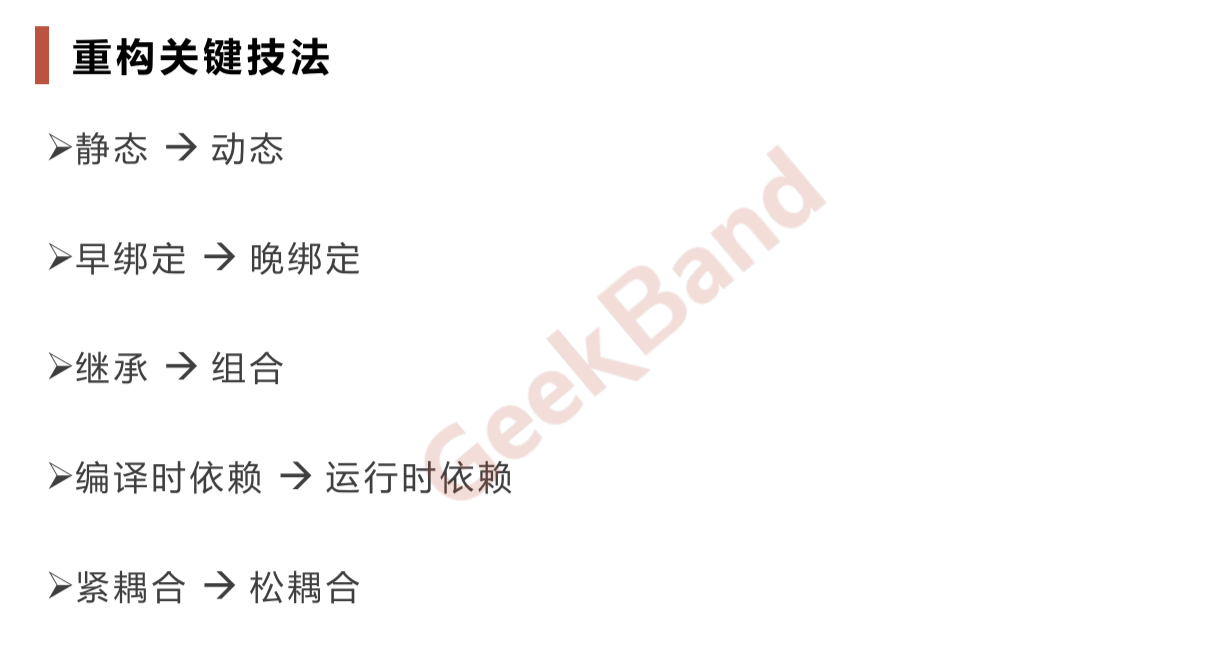 重构关键技法
➢静态 → 动态
➢早绑定 → 晚绑定
➢继承 → 组合
➢编译时依赖 → 运行时依赖
➢紧耦合 → 松耦合
GeekBand